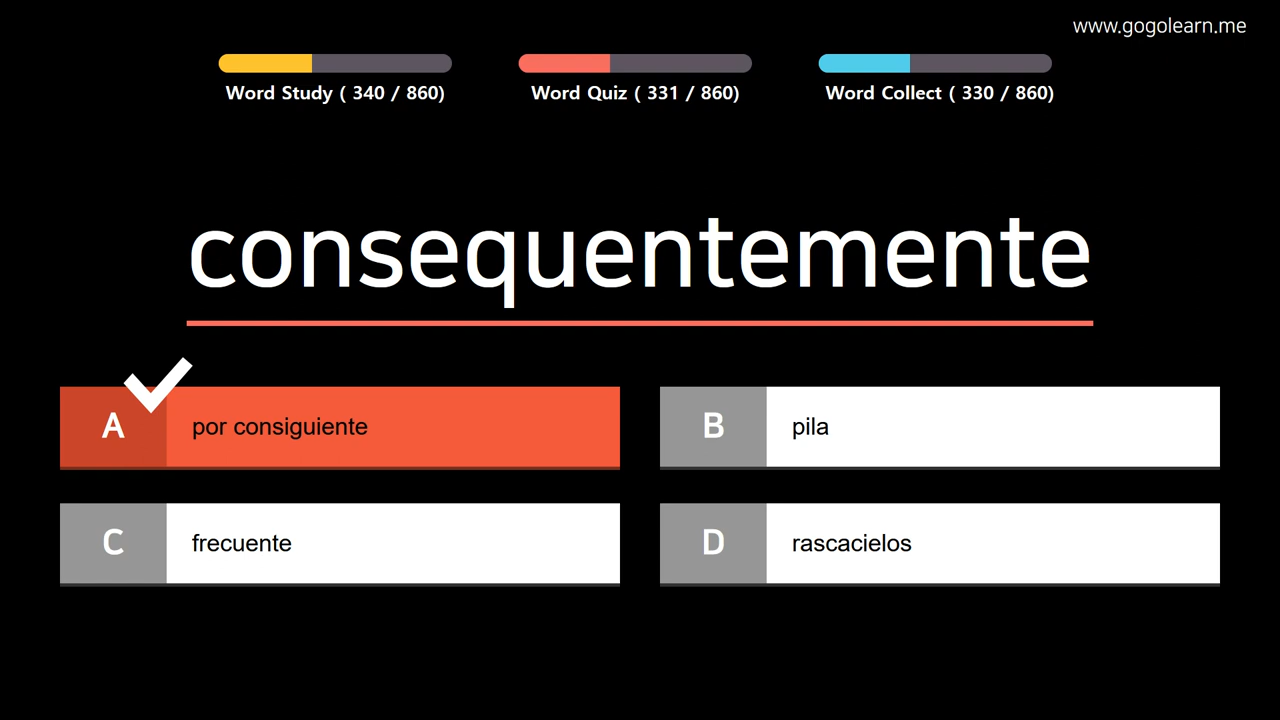 www.gogolearn.me
Word Study ( 340 / 860)
Word Quiz ( 331 / 860)
Word Collect ( 330 / 860)
consequentemente
A por consiguiente
B pila
C frecuente
D rascacielos